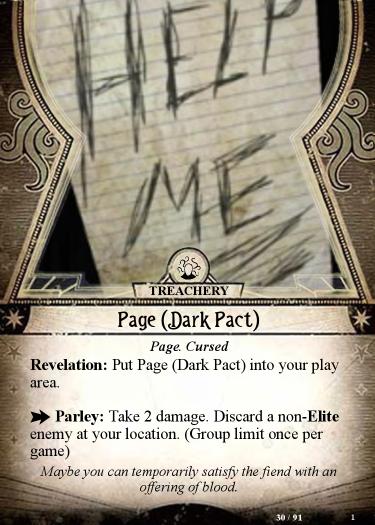 HELP
ME
TREACHERY
Page (Dark Pact)
Page. Cursed
Revelation: Put Page (Dark Pact) into your play
area.
Parley: Take 2 damage. Discard a non-Elite
enemy at your location. (Group limit once per
game)
Maybe you can temporarily satisfy the fiend with an
offering of blood.
30 / 91
1